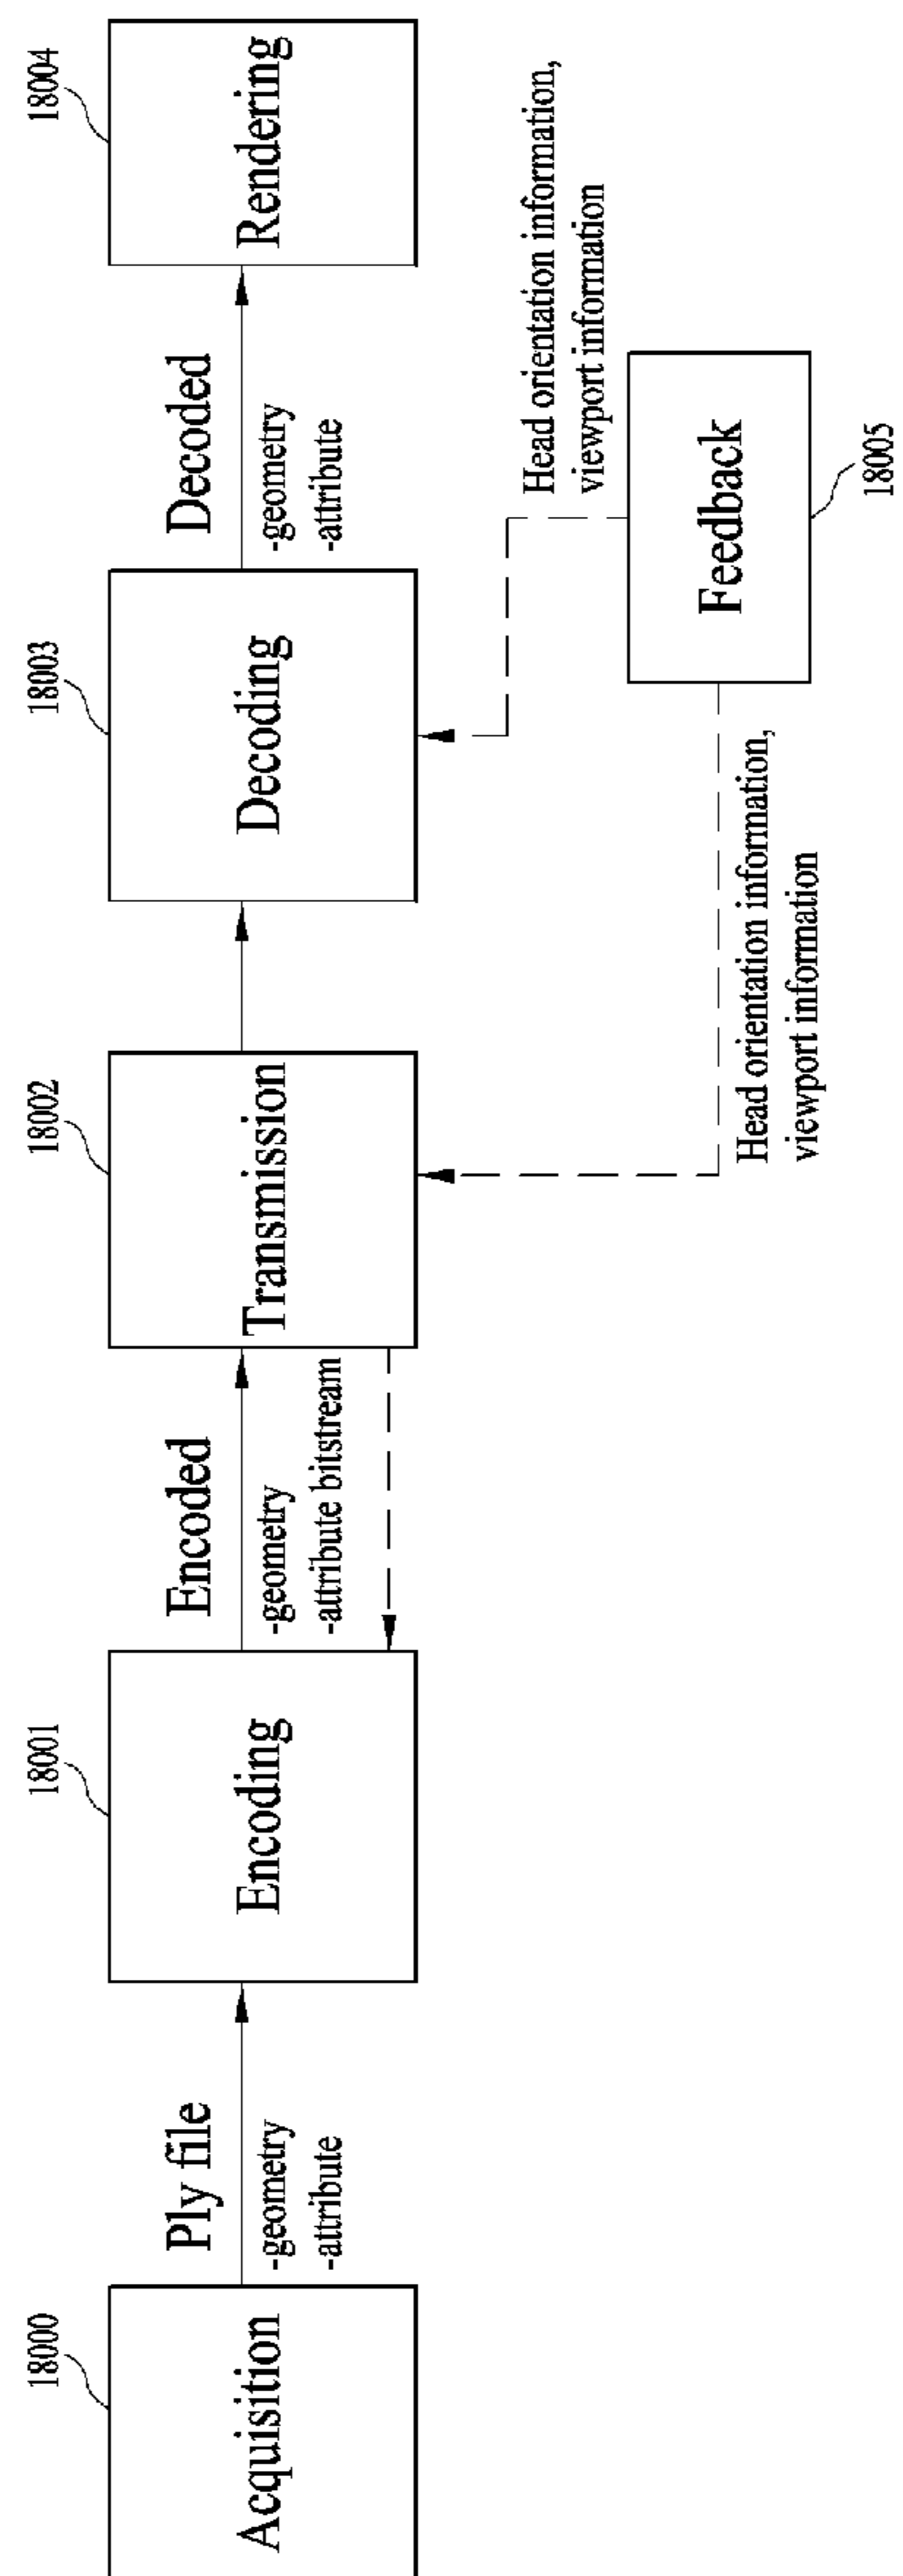 18000
Acquisition
Ply file
-geometry
-attribute
18001
Encoding
Encoded
-geometry
-attribute bitstream
18002
Transmission
18003
Decoding
Decoded
-geometry
-attribute
18004
Rendering
Head orientation information,
viewport information
Feedback
18005
Head orientation information,
viewport information